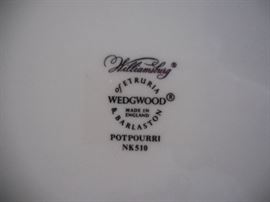 Williamsburg®
of ETRURIA
WEDGWOOD®
MADE IN
ENGLAND
& BARLASTON
POTPOURRI
NK510